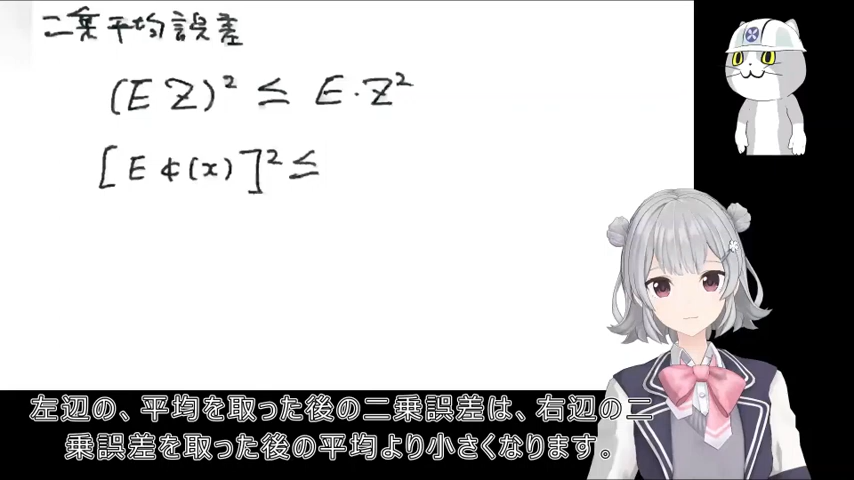 二乗平均誤差
(E Z)² ≤ E・Z²
[E ¢(x)]² ≤
左辺の、平均を取った後の二乗誤差は、右辺の二
乗誤差を取った後の平均より小さくなります。